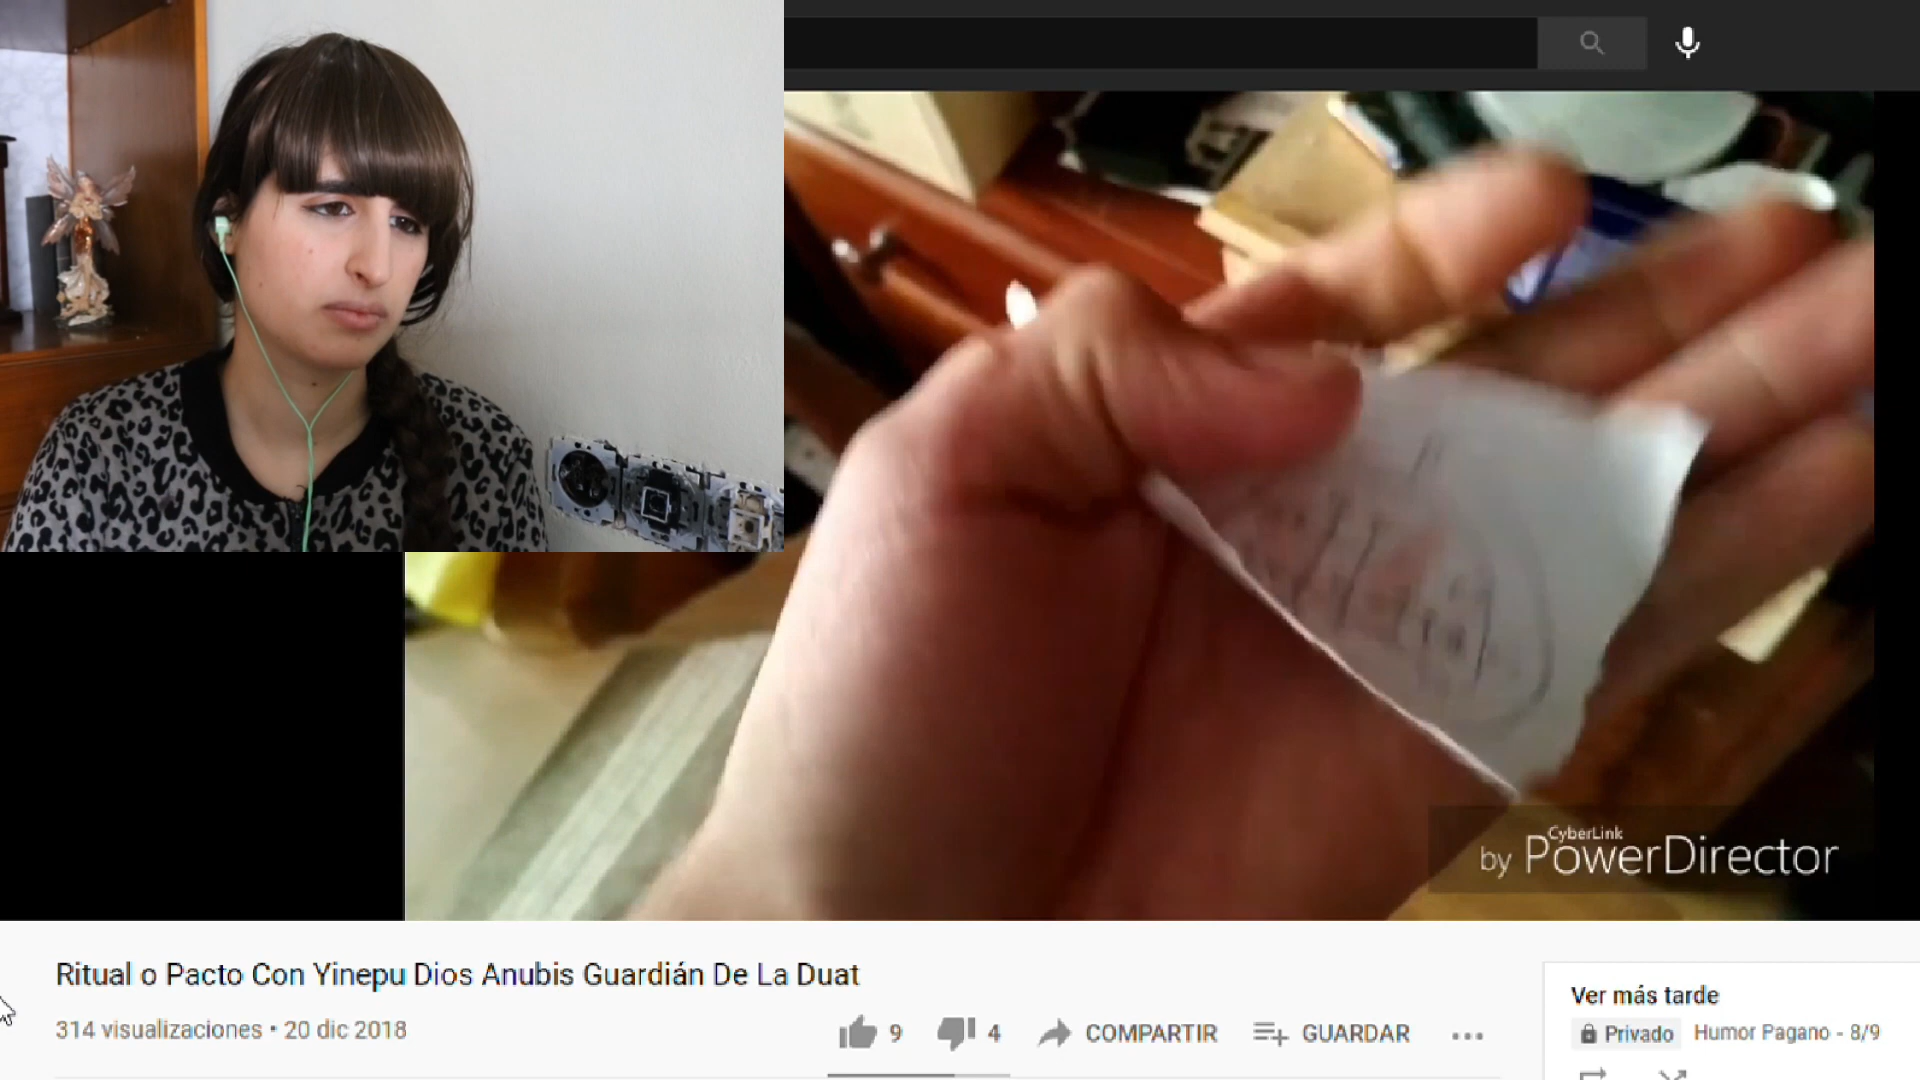 CyberLink
by PowerDirector
Ritual o Pacto Con Yinepu Dios Anubis Guardián De La Duat
314 visualizaciones • 20 dic 2018
9
4
COMPARTIR
GUARDAR
Ver más tarde
Privado
Humor Pagano - 8/9